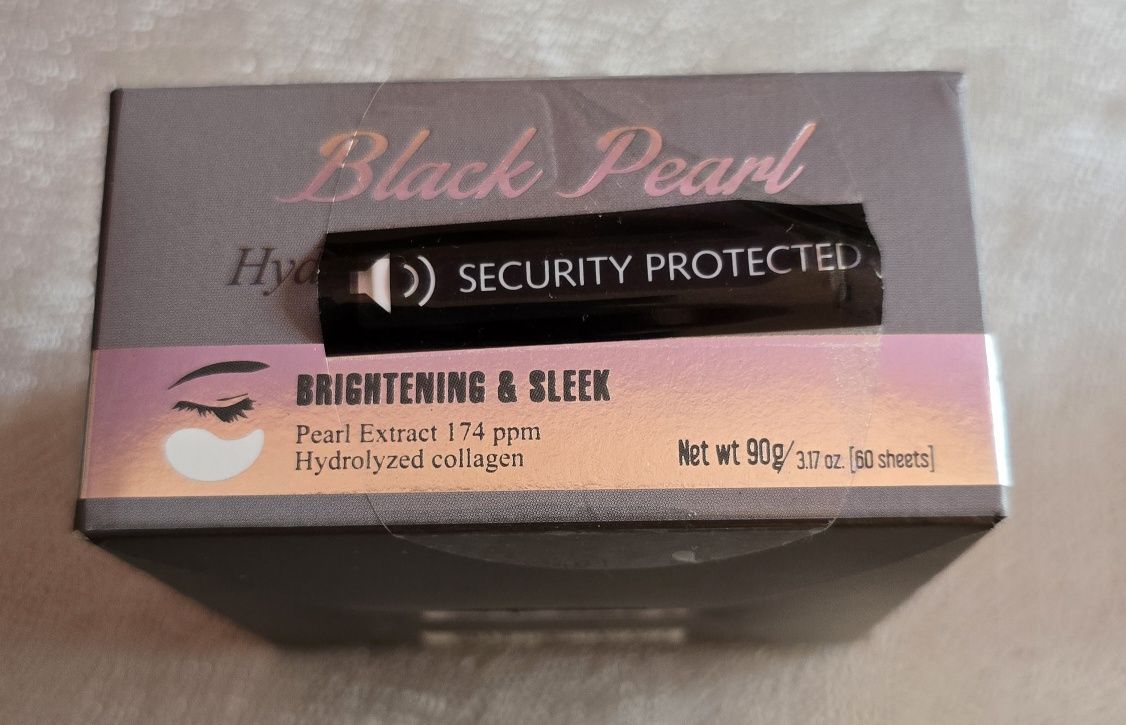 Black Pearl
SECURITY PROTECTED
BRIGHTENING & SLEEK
Pearl Extract 174 ppm
Hydrolyzed collagen
Net wt 90g/3.17 oz. [60 sheets]